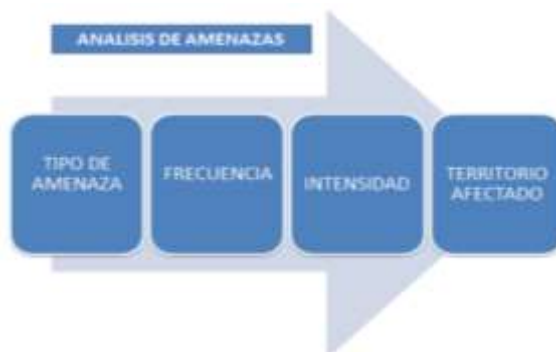 ANALISIS DE AMENAZAS
TIPO DE
AMENAZA
FRECUENCIA
INTENSIDAD
TERRITORIO
AFECTADO